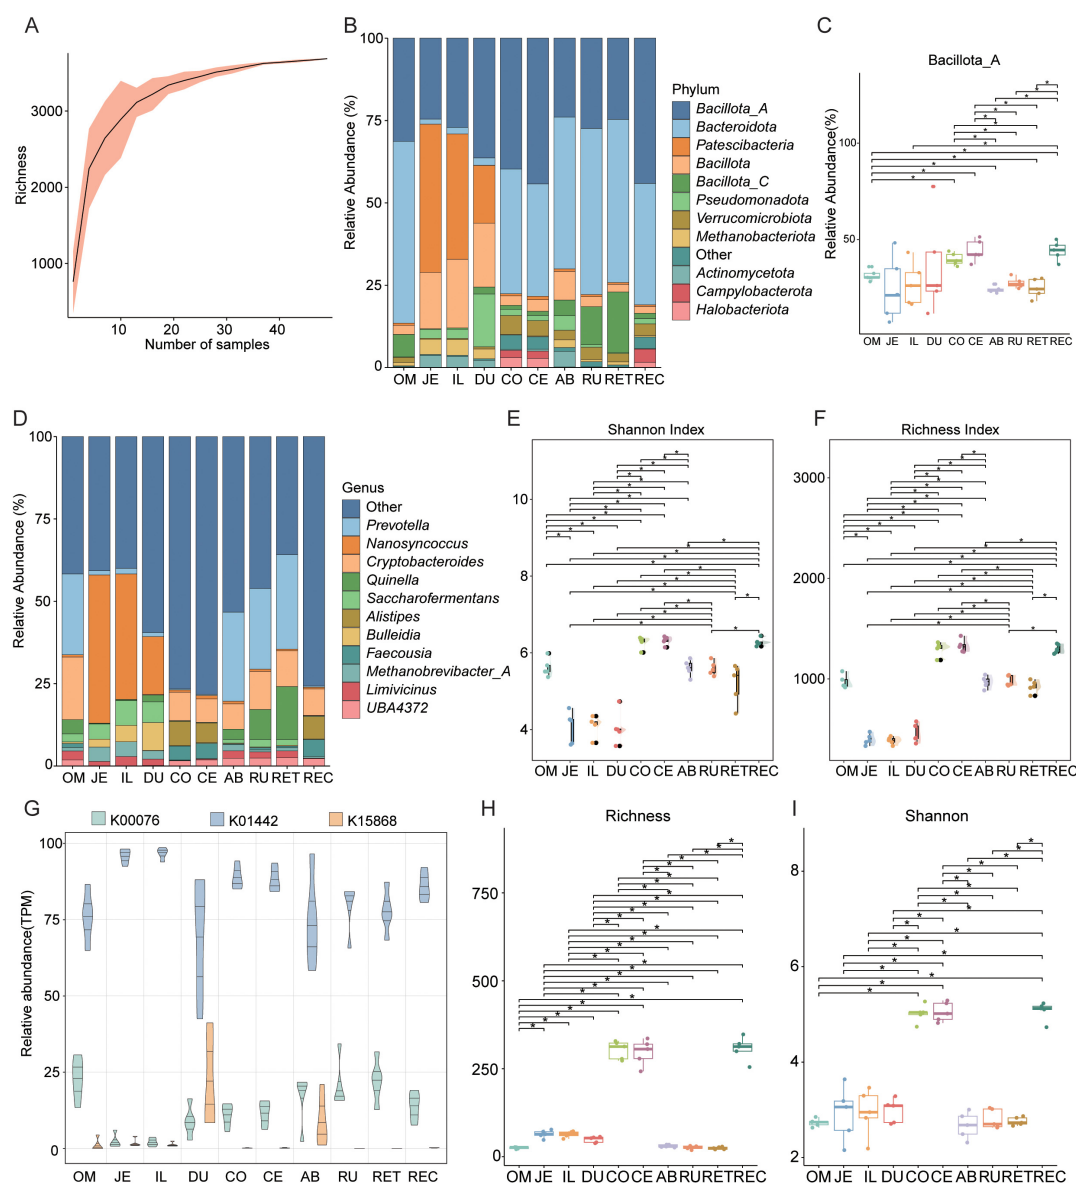 A
Richness
3000
2000
1000
10
20
30
40
Number of samples
B
Relative Abundance (%)
100
75
50
25
0
OM
JE
IL
DU
CO
CE
AB
RU
RET
REC
Phylum
Bacillota_A
Bacteroidota
Patescibacteria
Bacillota
Bacillota_C
Pseudomonadota
Verrucomicrobiota
Methanobacteriota
Other
Actinomycetota
Campylobacterota
Halobacteriota
C
Bacillota_A
Relative Abundance(%)
100
50
0
OM
JE
IL
DU
CO
CE
AB
RU
RET
REC
D
Relative Abundance (%)
100
75
50
25
0
OM
JE
IL
DU
CO
CE
AB
RU
RET
REC
Genus
Other
Prevotella
Nanosyncoccus
Cryptobacteroides
Quinella
Saccharofermentans
Alistipes
Bulleidia
Faecousia
Methanobrevibacter_A
Limivicinus
UBA4372
E
Shannon Index
10
8
6
4
OM
JE
IL
DU
CO
CE
AB
RU
RET
REC
F
Richness Index
3000
2000
1000
0
OM
JE
IL
DU
CO
CE
AB
RU
RET
REC
G
K00076
K01442
K15868
Relative abundance(TPM)
100
75
50
25
0
OM
JE
IL
DU
CO
CE
AB
RU
RET
REC
H
Richness
750
500
250
0
OM
JE
IL
DU
CO
CE
AB
RU
RET
REC
I
Shannon
8
6
4
2
OM
JE
IL
DU
CO
CE
AB
RU
RET
REC